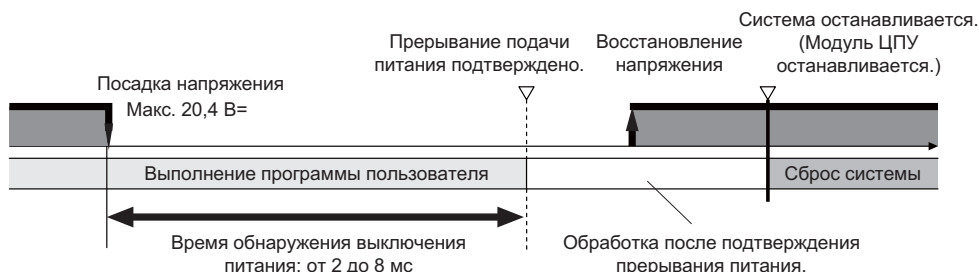 Система останавливается.
(Модуль ЦПУ
останавливается.)
Прерывание подачи
питания подтверждено.
Восстановление
напряжения
Посадка напряжения
Макс. 20,4 В=
Выполнение программы пользователя
Сброс системы
Время обнаружения выключения
питания: от 2 до 8 мс
Обработка после подтверждения
прерывания питания.